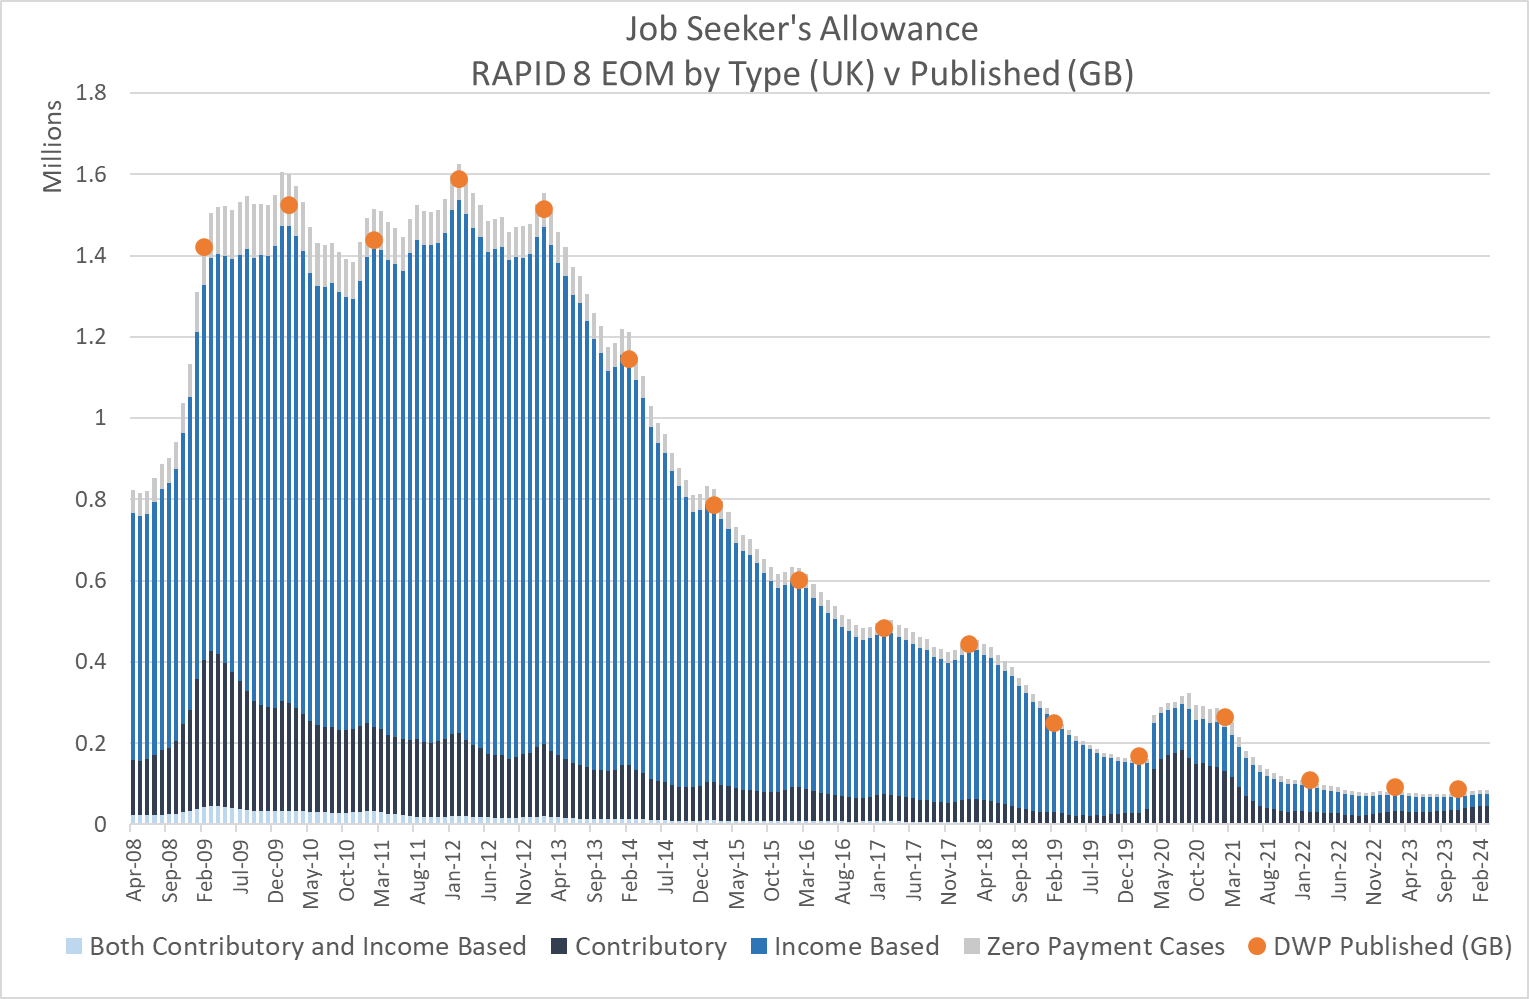 Job Seeker's Allowance
RAPID 8 EOM by Type (UK) v Published (GB)
Millions
1.8
1.6
1.4
1.2
1
0.8
0.6
0.4
0.2
0
Apr-08
Sep-08
Feb-09
Jul-09
Dec-09
May-10
Oct-10
Mar-11
Aug-11
Jan-12
Jun-12
Nov-12
Apr-13
Sep-13
Feb-14
Jul-14
Dec-14
May-15
Oct-15
Mar-16
Aug-16
Jan-17
Jun-17
Nov-17
Apr-18
Sep-18
Feb-19
Jul-19
Dec-19
May-20
Oct-20
Mar-21
Aug-21
Jan-22
Jun-22
Nov-22
Apr-23
Sep-23
Feb-24
Both Contributory and Income Based
Contributory
Income Based
Zero Payment Cases
DWP Published (GB)